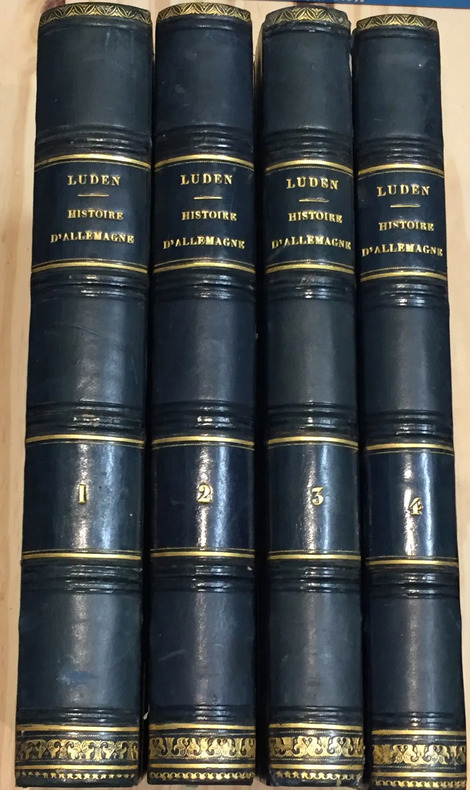 LUDEN
HISTOIRE
D'ALLEMAGNE
1
LUDEN
HISTOIRE
D'ALLEMAGNE
2
LUDEN
HISTOIRE
D'ALLEMAGNE
3
LUDEN
HISTOIRE
D'ALLEMAGNE
4